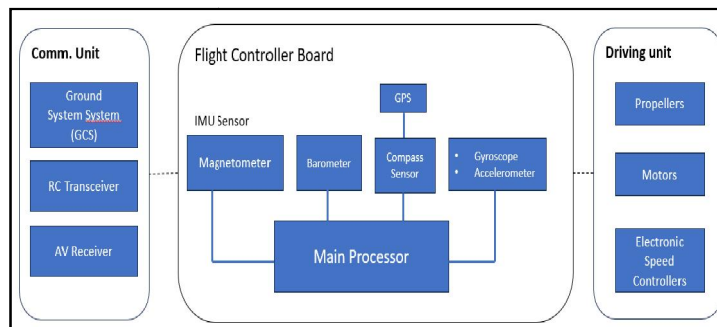 Comm. Unit
Ground
System System
(GCS)
RC Transceiver
AV Receiver
Flight Controller Board
GPS
IMU Sensor
Magnetometer
Barometer
Compass
Sensor
• Gyroscope
• Accelerometer
Main Processor
Driving unit
Propellers
Motors
Electronic
Speed
Controllers